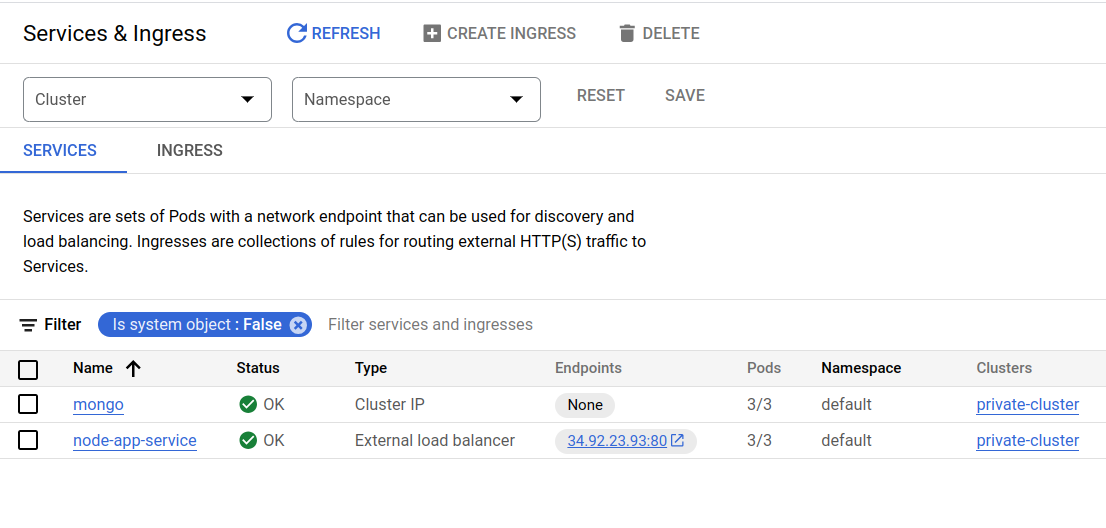 Services & Ingress REFRESH CREATE INGRESS DELETE
Cluster Namespace RESET SAVE
SERVICES INGRESS
Services are sets of Pods with a network endpoint that can be used for discovery and
load balancing. Ingresses are collections of rules for routing external HTTP(S) traffic to
Services.
Filter Is system object : False Filter services and ingresses
Name Status Type Endpoints Pods Namespace Clusters
mongo OK Cluster IP None 3/3 default private-cluster
node-app-service OK External load balancer 34.92.23.93:80 3/3 default private-cluster